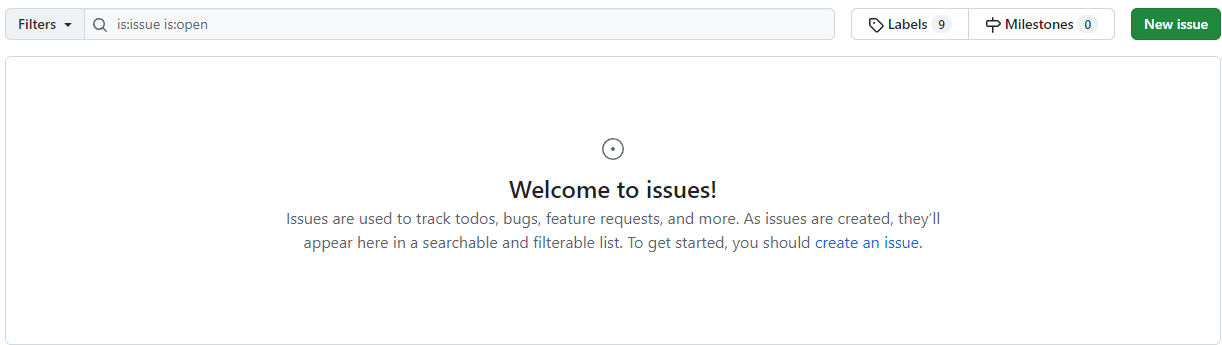 Filters is:issue is:open Labels 9 Milestones 0 New issue
Welcome to issues!
Issues are used to track todos, bugs, feature requests, and more. As issues are created, they’ll
appear here in a searchable and filterable list. To get started, you should create an issue.